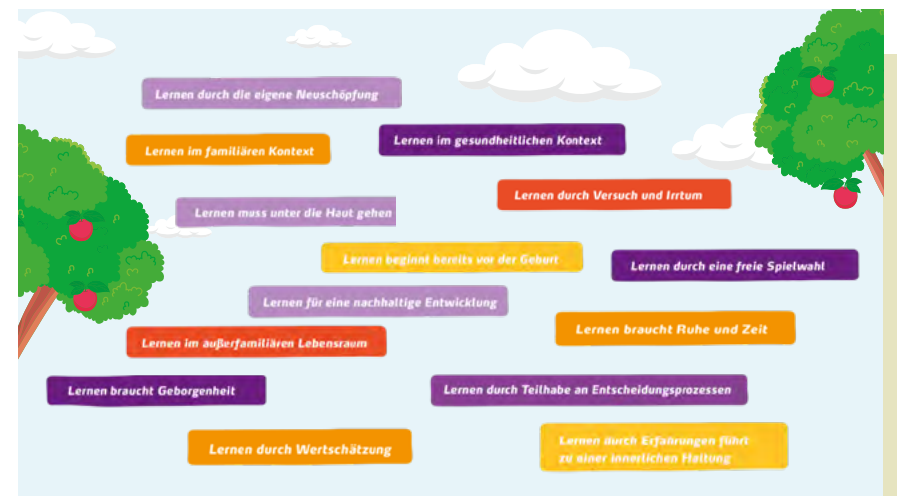 Lernen durch die eigene Neuschöpfung
Lernen im familiären Kontext
Lernen im gesundheitlichen Kontext
Lernen durch Versuch und Irrtum
Lernen muss unter die Haut gehen
Lernen beginnt bereits vor der Geburt
Lernen durch eine freie Spielwahl
Lernen für eine nachhaltige Entwicklung
Lernen braucht Ruhe und Zeit
Lernen im außerfamiliären Lebensraum
Lernen braucht Geborgenheit
Lernen durch Teilhabe an Entscheidungsprozessen
Lernen durch Wertschätzung
Lernen durch Erfahrungen führt
zu einer innerlichen Haltung